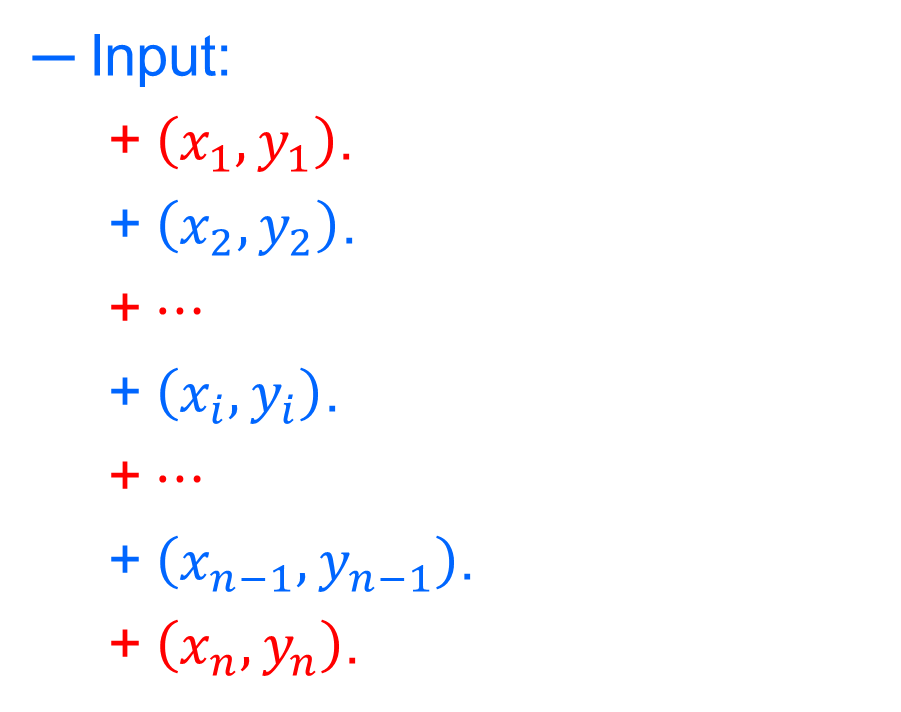 — Input:
+ (x₁, y₁).
+ (x₂, y₂).
+ ⋯
+ (xᵢ, yᵢ).
+ ⋯
+ (xₙ₋₁, yₙ₋₁).
+ (xₙ, yₙ).